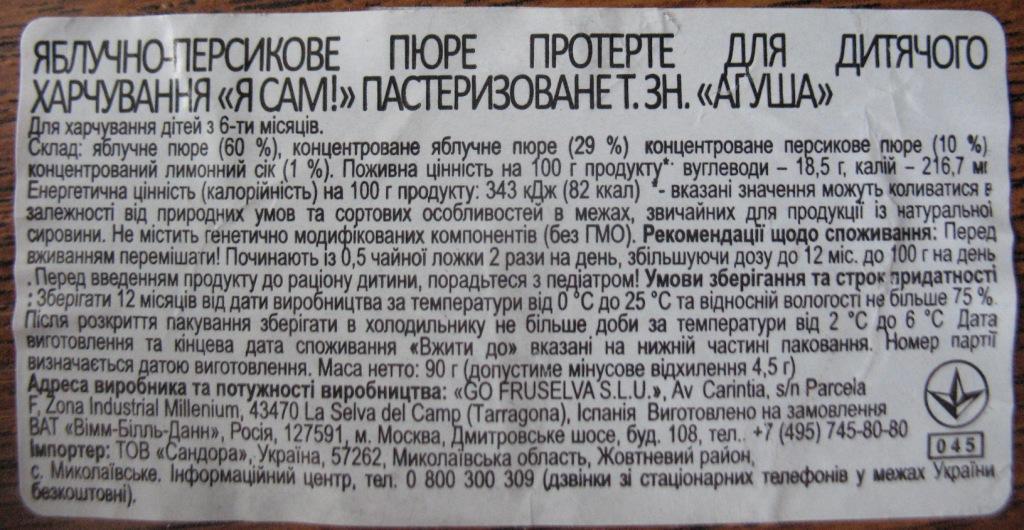 ЯБЛУЧНО-ПЕРСИКОВЕ ПЮРЕ ПРОТЕРТЕ ДЛЯ ДИТЯЧОГО
ХАРЧУВАННЯ «Я САМ!» ПАСТЕРИЗОВАНЕ Т. ЗН. «АГУША»
Для харчування дітей з 6-ти місяців.
Склад: яблучне пюре (60 %), концентроване яблучне пюре (29 %) концентроване персикове пюре (10 %)
концентрований лимонний сік (1 %). Поживна цінність на 100 г продукту*· вуглеводи – 18,5 г, калій – 216,7 мг
Енергетична цінність (калорійність) на 100 г продукту: 343 кДж (82 ккал) *- вказані значення можуть коливатися в
залежності від природних умов та сортових особливостей в межах, звичайних для продукції із натуральної
сировини. Не містить генетично модифікованих компонентів (без ГМО). Рекомендації щодо споживання: Перед
вживанням перемішати! Починають із 0,5 чайної ложки 2 рази на день, збільшуючи дозу до 12 міс. до 100 г на день
. Перед введенням продукту до раціону дитини, порадьтеся з педіатром! Умови зберігання та строк придатності
: Зберігати 12 місяців від дати виробництва за температури від 0 °С до 25 °С та відносній вологості не більше 75 %.
Після розкриття пакування зберігати в холодильнику не більше доби за температури від 2 °С до 6 °С Дата
виготовлення та кінцева дата споживання «Вжити до» вказані на нижній частині паковання. Номер партії
визначається датою виготовлення. Маса нетто: 90 г (допустиме мінусове відхилення 4,5 г)
Адреса виробника та потужності виробництва: «GO FRUSELVA S.L.U.», Av Carintia, s/n Parcela
F, Zona Industrial Millenium, 43470 La Selva del Camp (Tarragona), Іспанія Виготовлено на замовлення
ВАТ «Вімм-Білль-Данн», Росія, 127591, м. Москва, Дмитровське шосе, буд. 108, тел.. +7 (495) 745-80-80
Імпортер: ТОВ «Сандора», Україна, 57262, Миколаївська область, Жовтневий район,
045
с. Миколаївське. Інформаційний центр, тел. 0 800 300 309 (дзвінки зі стаціонарних телефонів у межах України
безкоштовні).